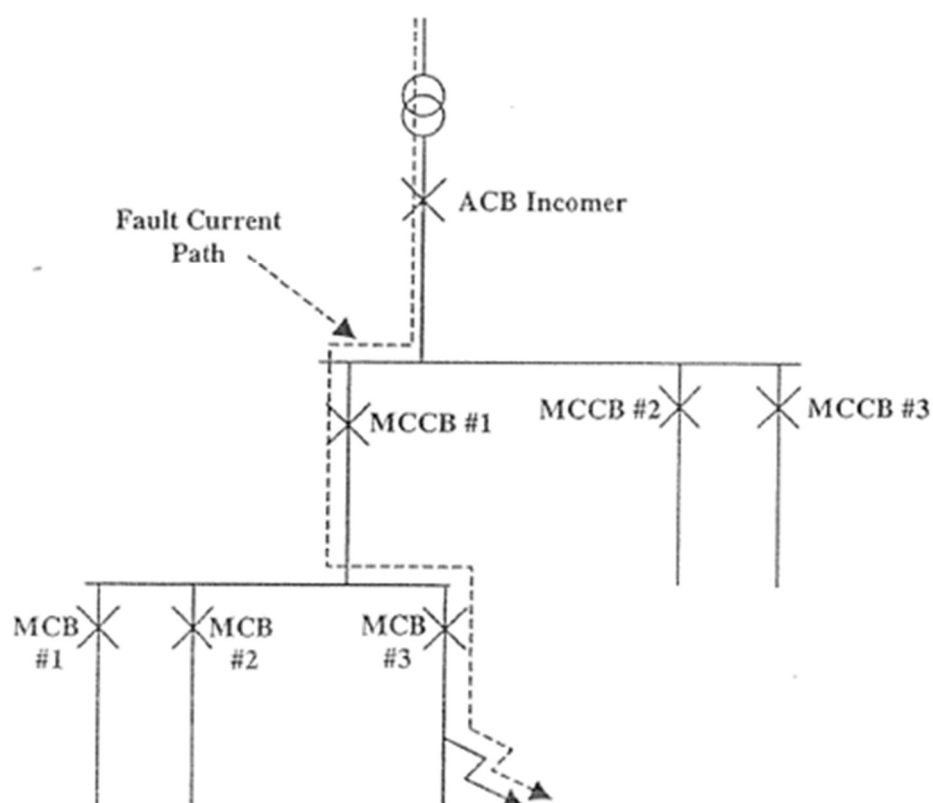 ACB Incomer
Fault Current
Path
MCCB #1
MCCB #2
MCCB #3
MCB
#1
MCB
#2
MCB
#3